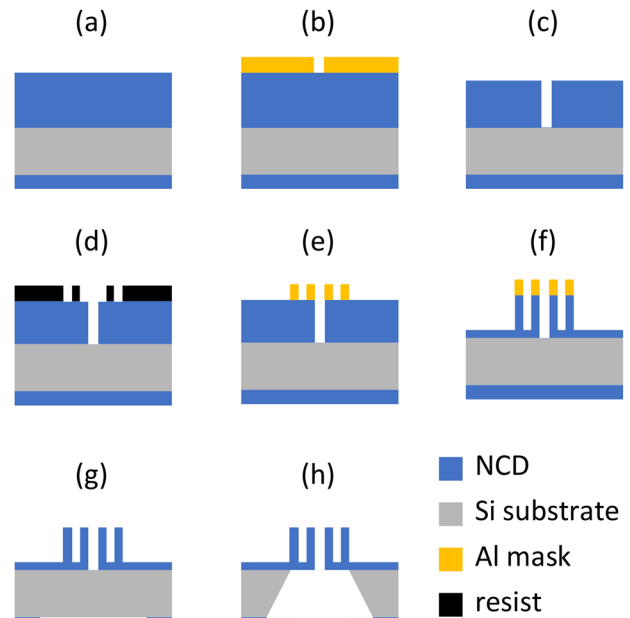 (a)
(b)
(c)
(d)
(e)
(f)
(g)
(h)
NCD
Si substrate
Al mask
resist